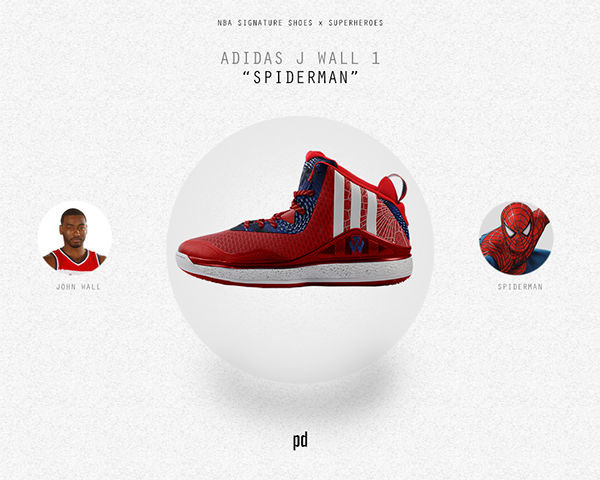 NBA SIGNATURE SHOES x SUPERHEROES
ADIDAS J WALL 1
“SPIDERMAN”
JOHN WALL
SPIDERMAN
pd